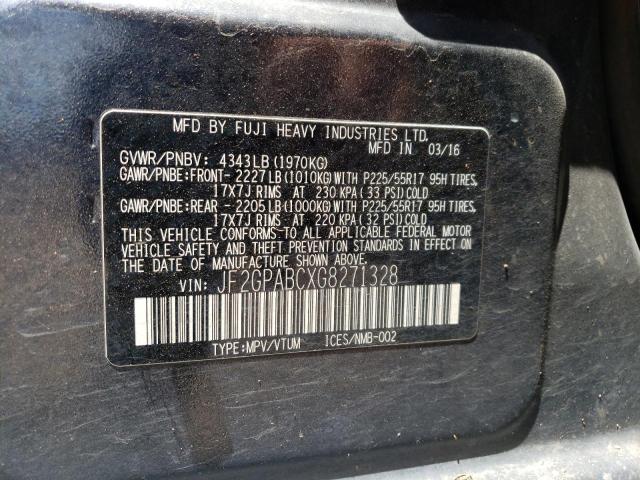 MFD BY FUJI HEAVY INDUSTRIES LTD.
MFD IN 03/16
GVWR/PNBV: 4343LB (1970KG)
GAWR/PNBE:FRONT- 2227LB (1010KG) WITH P225/55R17 95H TIRES,
17X7J RIMS AT 230 KPA (33 PSI) COLD
GAWR/PNBE:REAR - 2205LB (1000KG) WITH P225/55R17 95H TIRES,
17X7J RIMS AT 220 KPA (32 PSI) COLD
THIS VEHICLE CONFORMS TO ALL APPLICABLE FEDERAL MOTOR
VEHICLE SAFETY AND THEFT PREVENTION STANDARDS IN EFFECT
ON THE DATE OF MANUFACTURE SHOWN ABOVE.
VIN: JF2GPABCXG8271328
TYPE:MPV/VTUM ICES/NMB-002